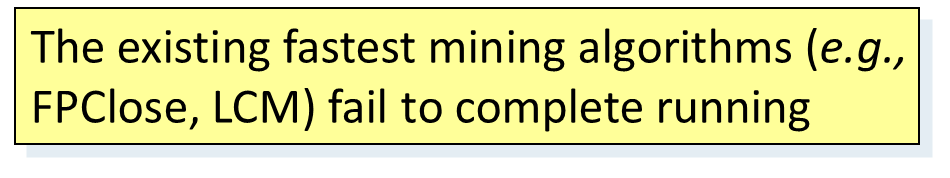 The existing fastest mining algorithms (e.g.,
FPClose, LCM) fail to complete running